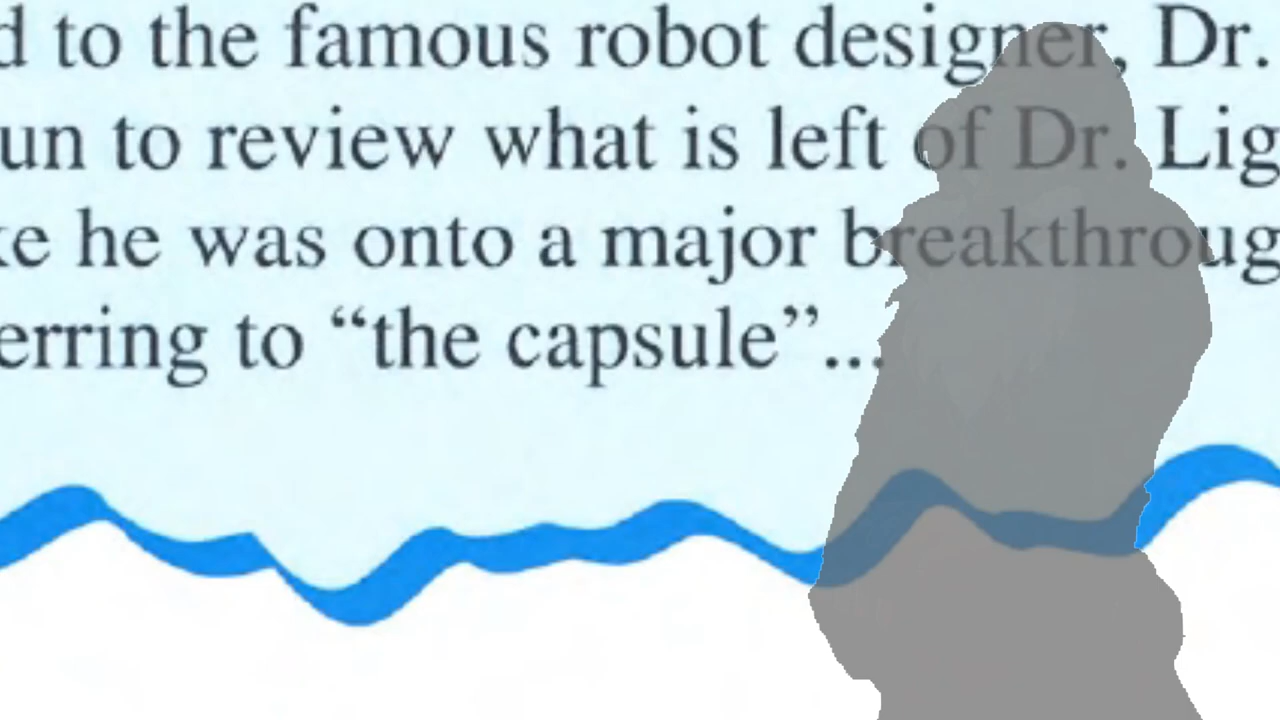 d to the famous robot designer, Dr.
un to review what is left of Dr. Lig
ke he was onto a major breakthroug
erring to “the capsule”...